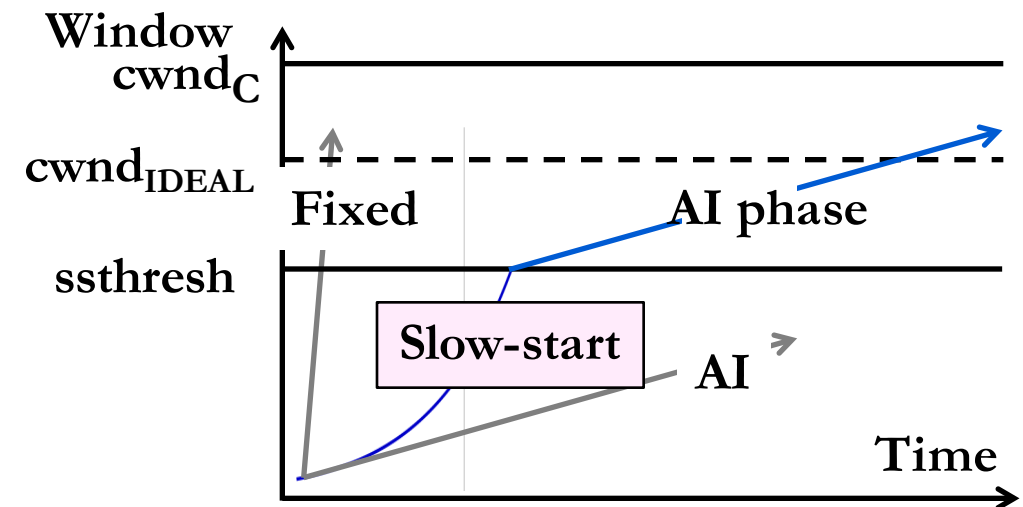 Window
cwndC
cwndIDEAL
Fixed
AI phase
ssthresh
Slow-start
AI
Time